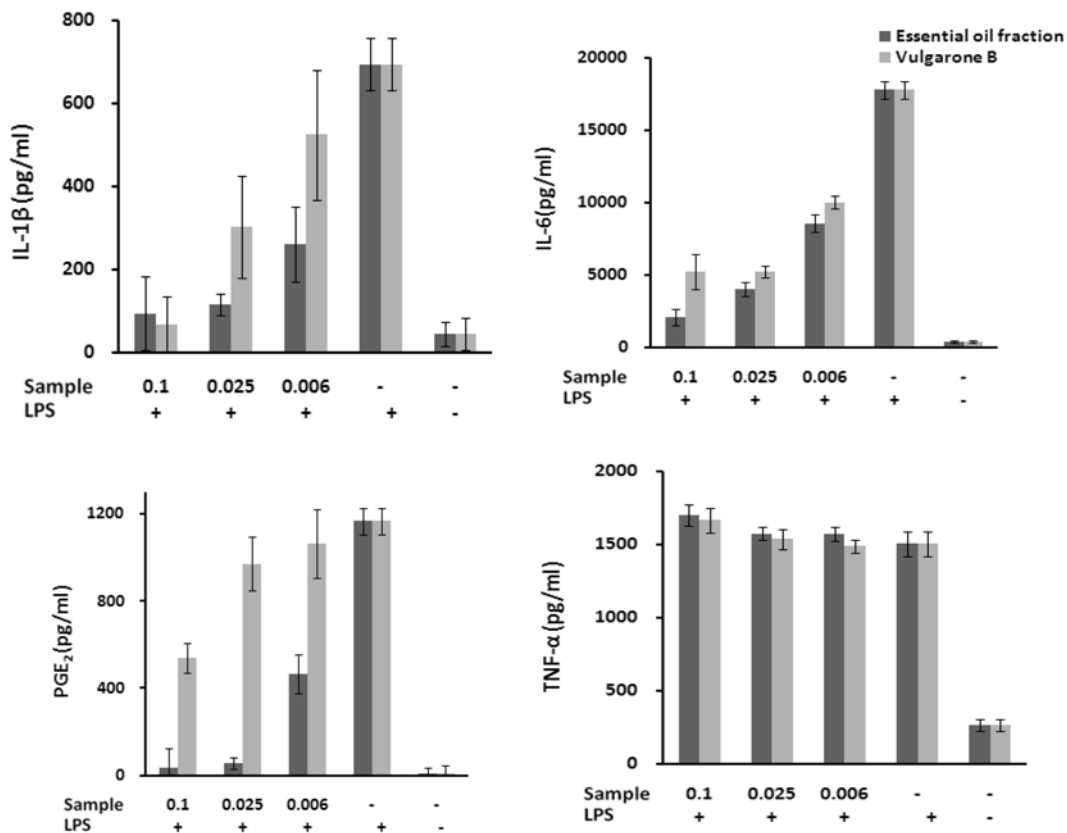 800
600
400
200
0
IL-1β (pg/ml)
Sample 0.1 0.025 0.006 - -
LPS + + + + -
Essential oil fraction
Vulgarone B
20000
15000
10000
5000
0
IL-6(pg/ml)
Sample 0.1 0.025 0.006 - -
LPS + + + + -
1200
800
400
0
PGE₂(pg/ml)
Sample 0.1 0.025 0.006 - -
LPS + + + + -
2000
1500
1000
500
0
TNF-α (pg/ml)
Sample 0.1 0.025 0.006 - -
LPS + + + + -